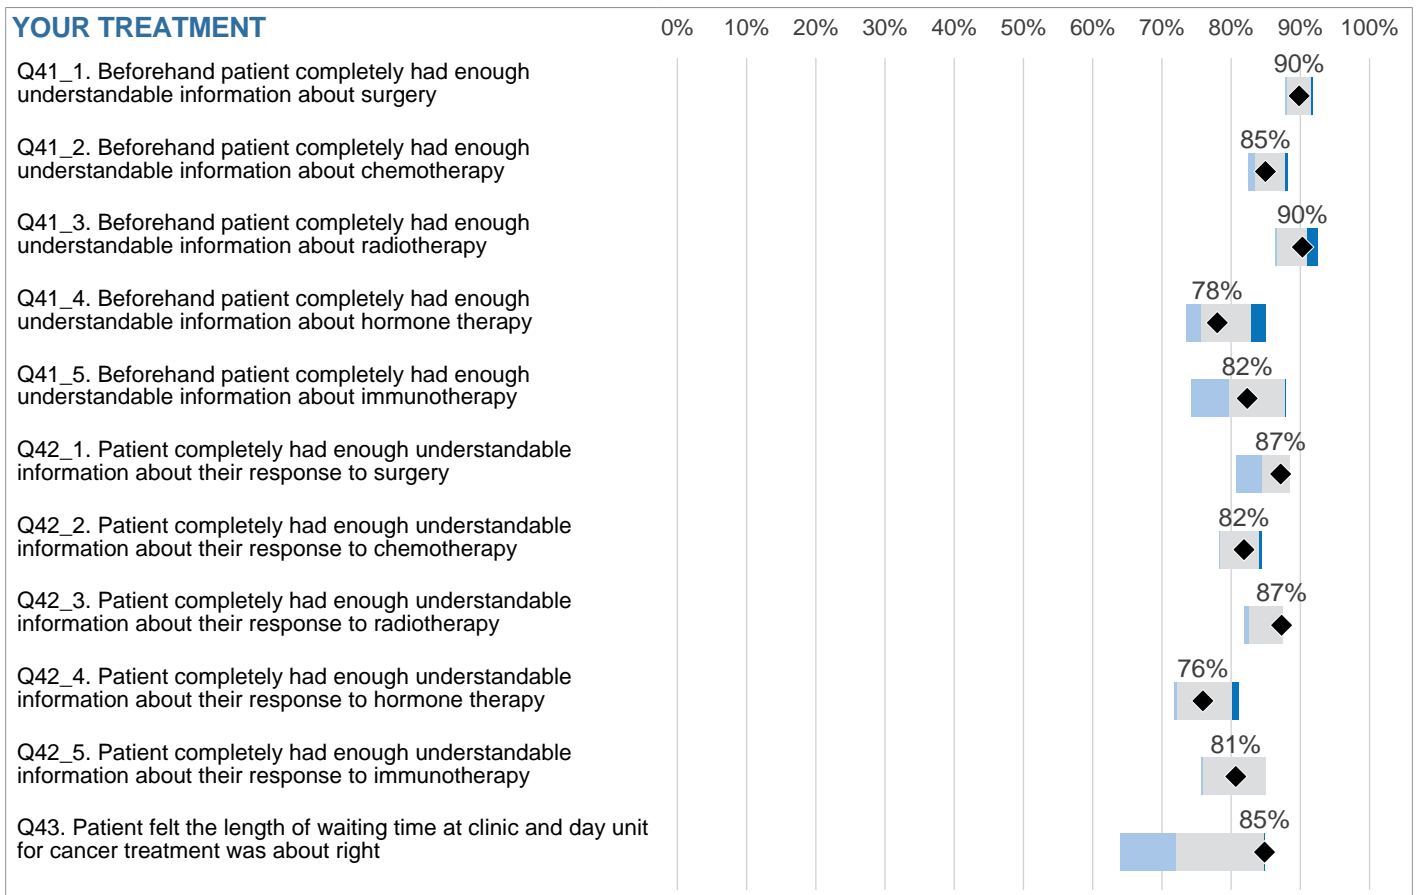 YOUR TREATMENT
0% 10% 20% 30% 40% 50% 60% 70% 80% 90% 100%
Q41_1. Beforehand patient completely had enough
understandable information about surgery
90%
Q41_2. Beforehand patient completely had enough
understandable information about chemotherapy
85%
Q41_3. Beforehand patient completely had enough
understandable information about radiotherapy
90%
Q41_4. Beforehand patient completely had enough
understandable information about hormone therapy
78%
Q41_5. Beforehand patient completely had enough
understandable information about immunotherapy
82%
Q42_1. Patient completely had enough understandable
information about their response to surgery
87%
Q42_2. Patient completely had enough understandable
information about their response to chemotherapy
82%
Q42_3. Patient completely had enough understandable
information about their response to radiotherapy
87%
Q42_4. Patient completely had enough understandable
information about their response to hormone therapy
76%
Q42_5. Patient completely had enough understandable
information about their response to immunotherapy
81%
Q43. Patient felt the length of waiting time at clinic and day unit
for cancer treatment was about right
85%